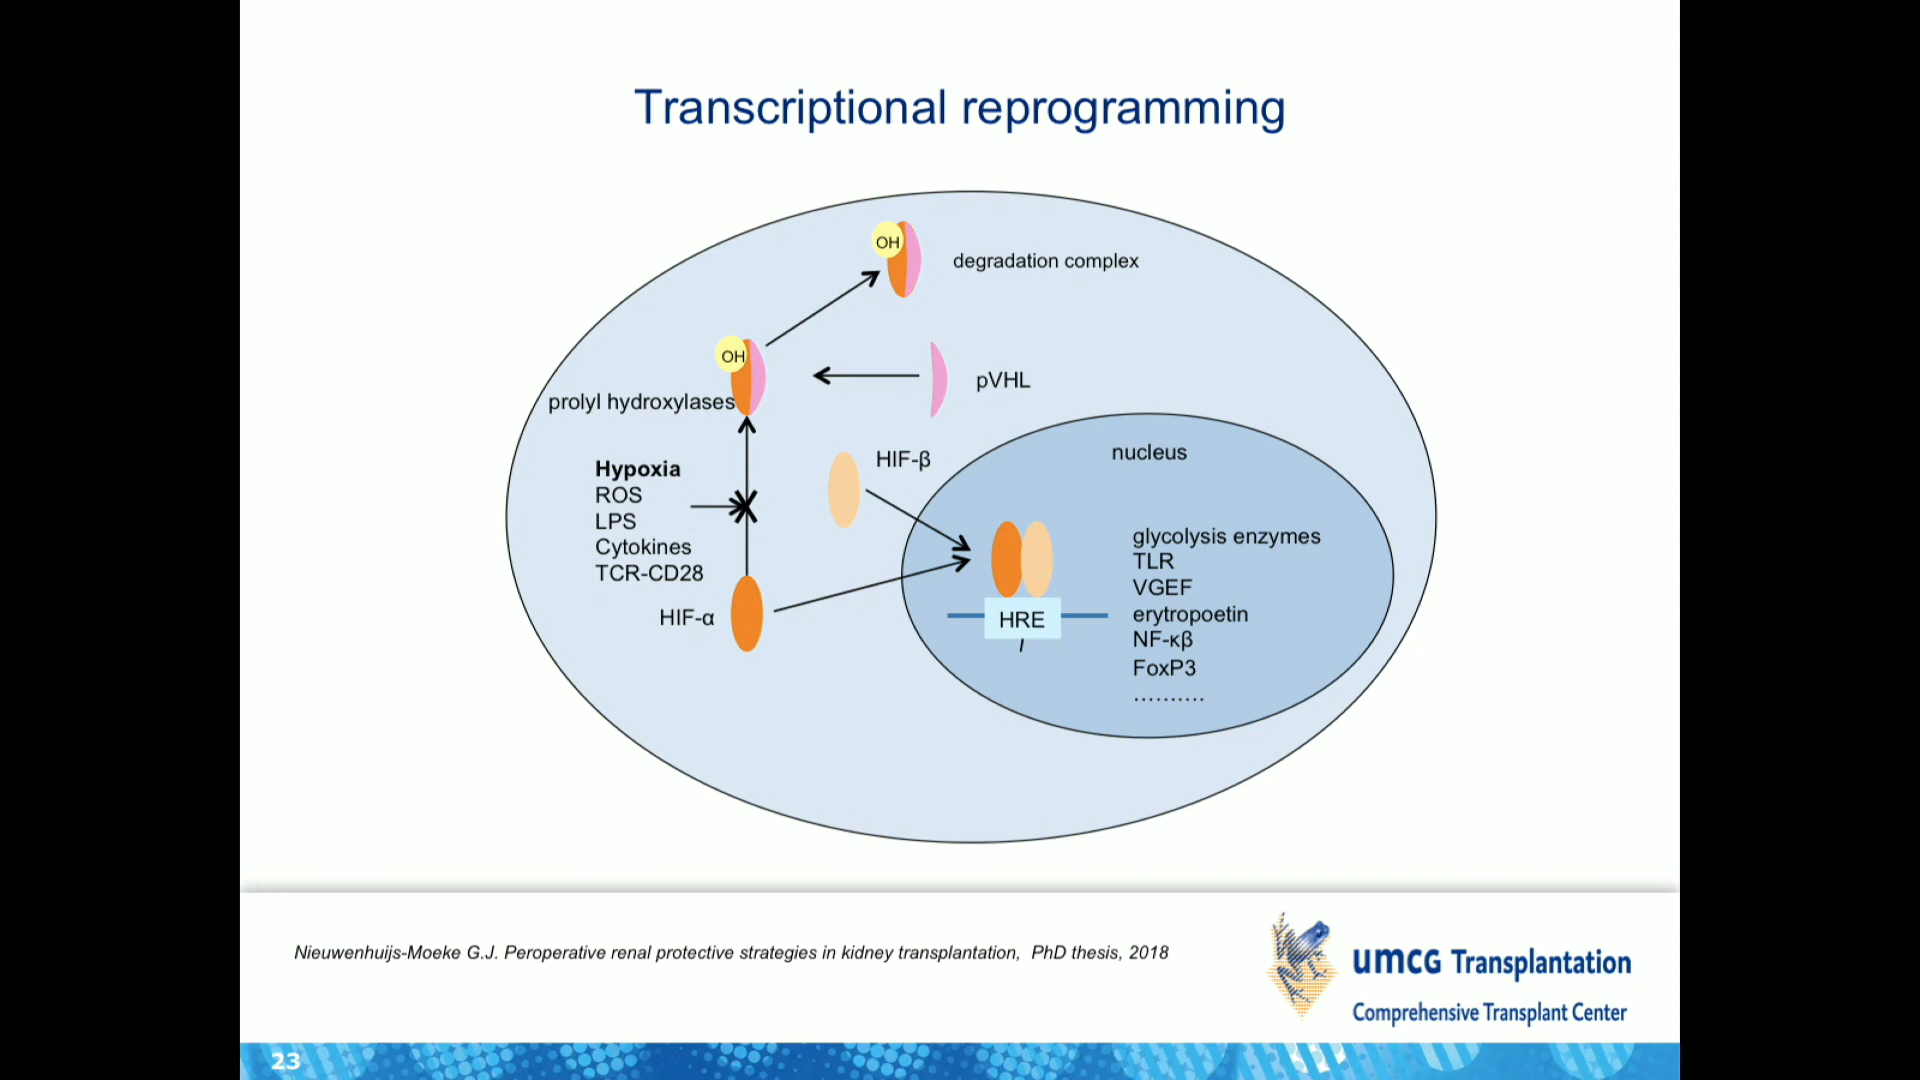 Transcriptional reprogramming
OH
degradation complex
OH
pVHL
prolyl hydroxylases
HIF-β
nucleus
Hypoxia
ROS
LPS
Cytokines
TCR-CD28
HIF-α
glycolysis enzymes
TLR
VGEF
erytropoetin
NF-κβ
FoxP3
..........
HRE
Nieuwenhuijs-Moeke G.J. Peroperative renal protective strategies in kidney transplantation, PhD thesis, 2018
umcg Transplantation
Comprehensive Transplant Center
23